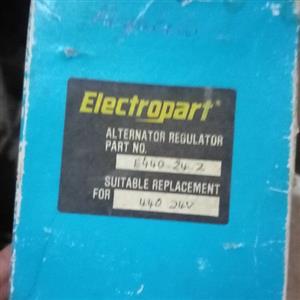 Electropart
ALTERNATOR REGULATOR
PART NO.
E440-24-2
SUITABLE REPLACEMENT
FOR
440 24V